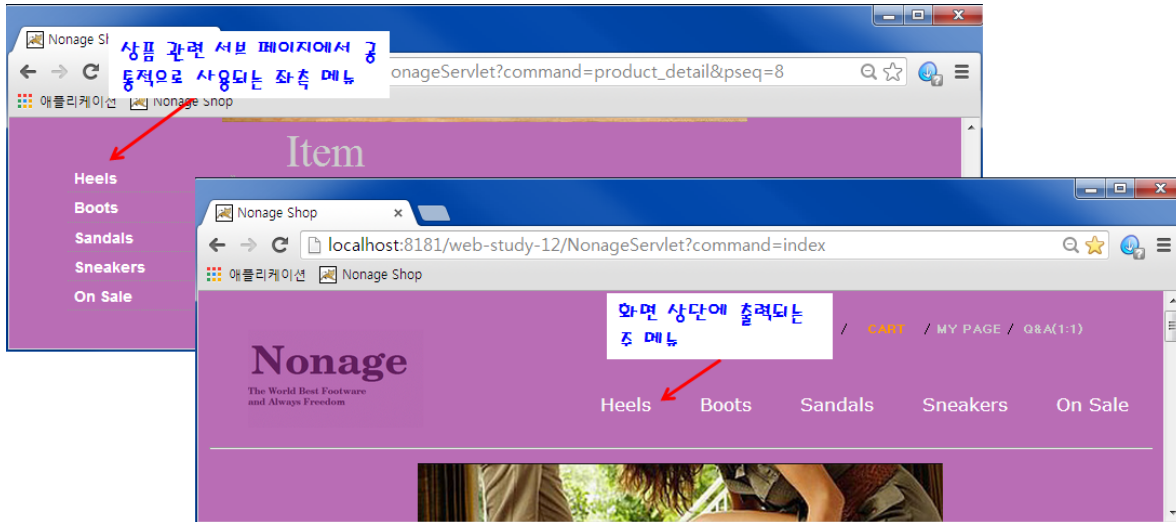 Nonage Sh
상품 관련 서브 페이지에서 공
통적으로 사용되는 좌측 메뉴
onageServlet?command=product_detail&pseq=8
애플리케이션 Nonage Shop
Item
Heels
Boots
Sandals
Sneakers
On Sale
Nonage Shop
localhost:8181/web-study-12/NonageServlet?command=index
애플리케이션 Nonage Shop
화면 상단에 출력되는
주 메뉴
/ CART / MY PAGE / Q&A(1:1)
Nonage
The World Best Footware
and Always Freedom
Heels Boots Sandals Sneakers On Sale